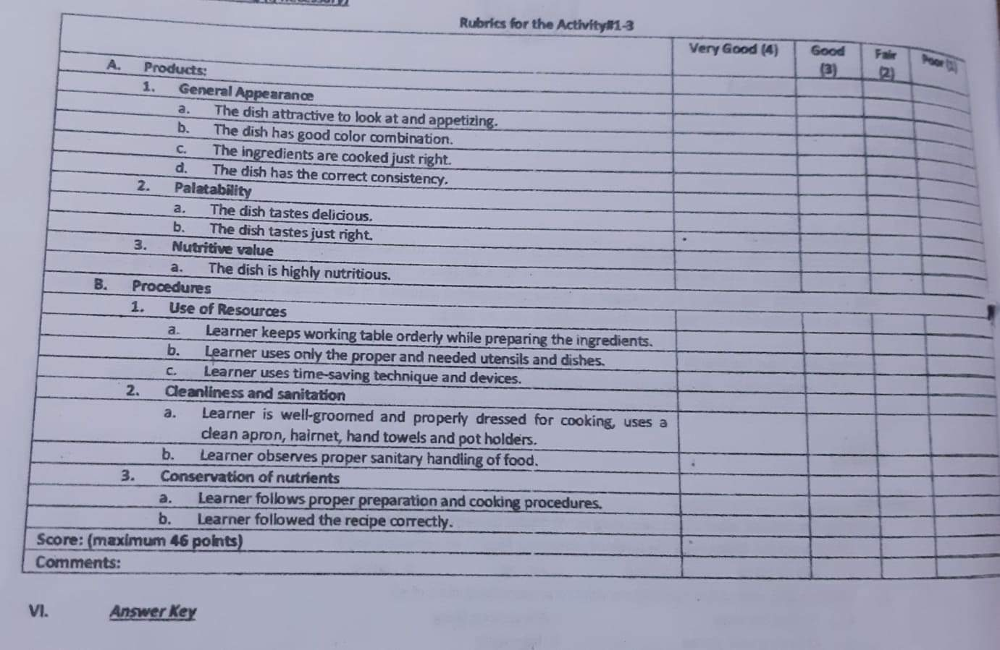 Rubrics for the Activity#1-3
Very Good (4) Good (3) Fair (2) Poor (1)
A. Products:
1. General Appearance
a. The dish attractive to look at and appetizing.
b. The dish has good color combination.
c. The ingredients are cooked just right.
d. The dish has the correct consistency.
2. Palatability
a. The dish tastes delicious.
b. The dish tastes just right.
3. Nutritive value
a. The dish is highly nutritious.
B. Procedures
1. Use of Resources
a. Learner keeps working table orderly while preparing the ingredients.
b. Learner uses only the proper and needed utensils and dishes.
c. Learner uses time-saving technique and devices.
2. Cleanliness and sanitation
a. Learner is well-groomed and properly dressed for cooking, uses a
clean apron, hairnet, hand towels and pot holders.
b. Learner observes proper sanitary handling of food.
3. Conservation of nutrients
a. Learner follows proper preparation and cooking procedures.
b. Learner followed the recipe correctly.
Score: (maximum 46 points)
Comments:
VI. Answer Key